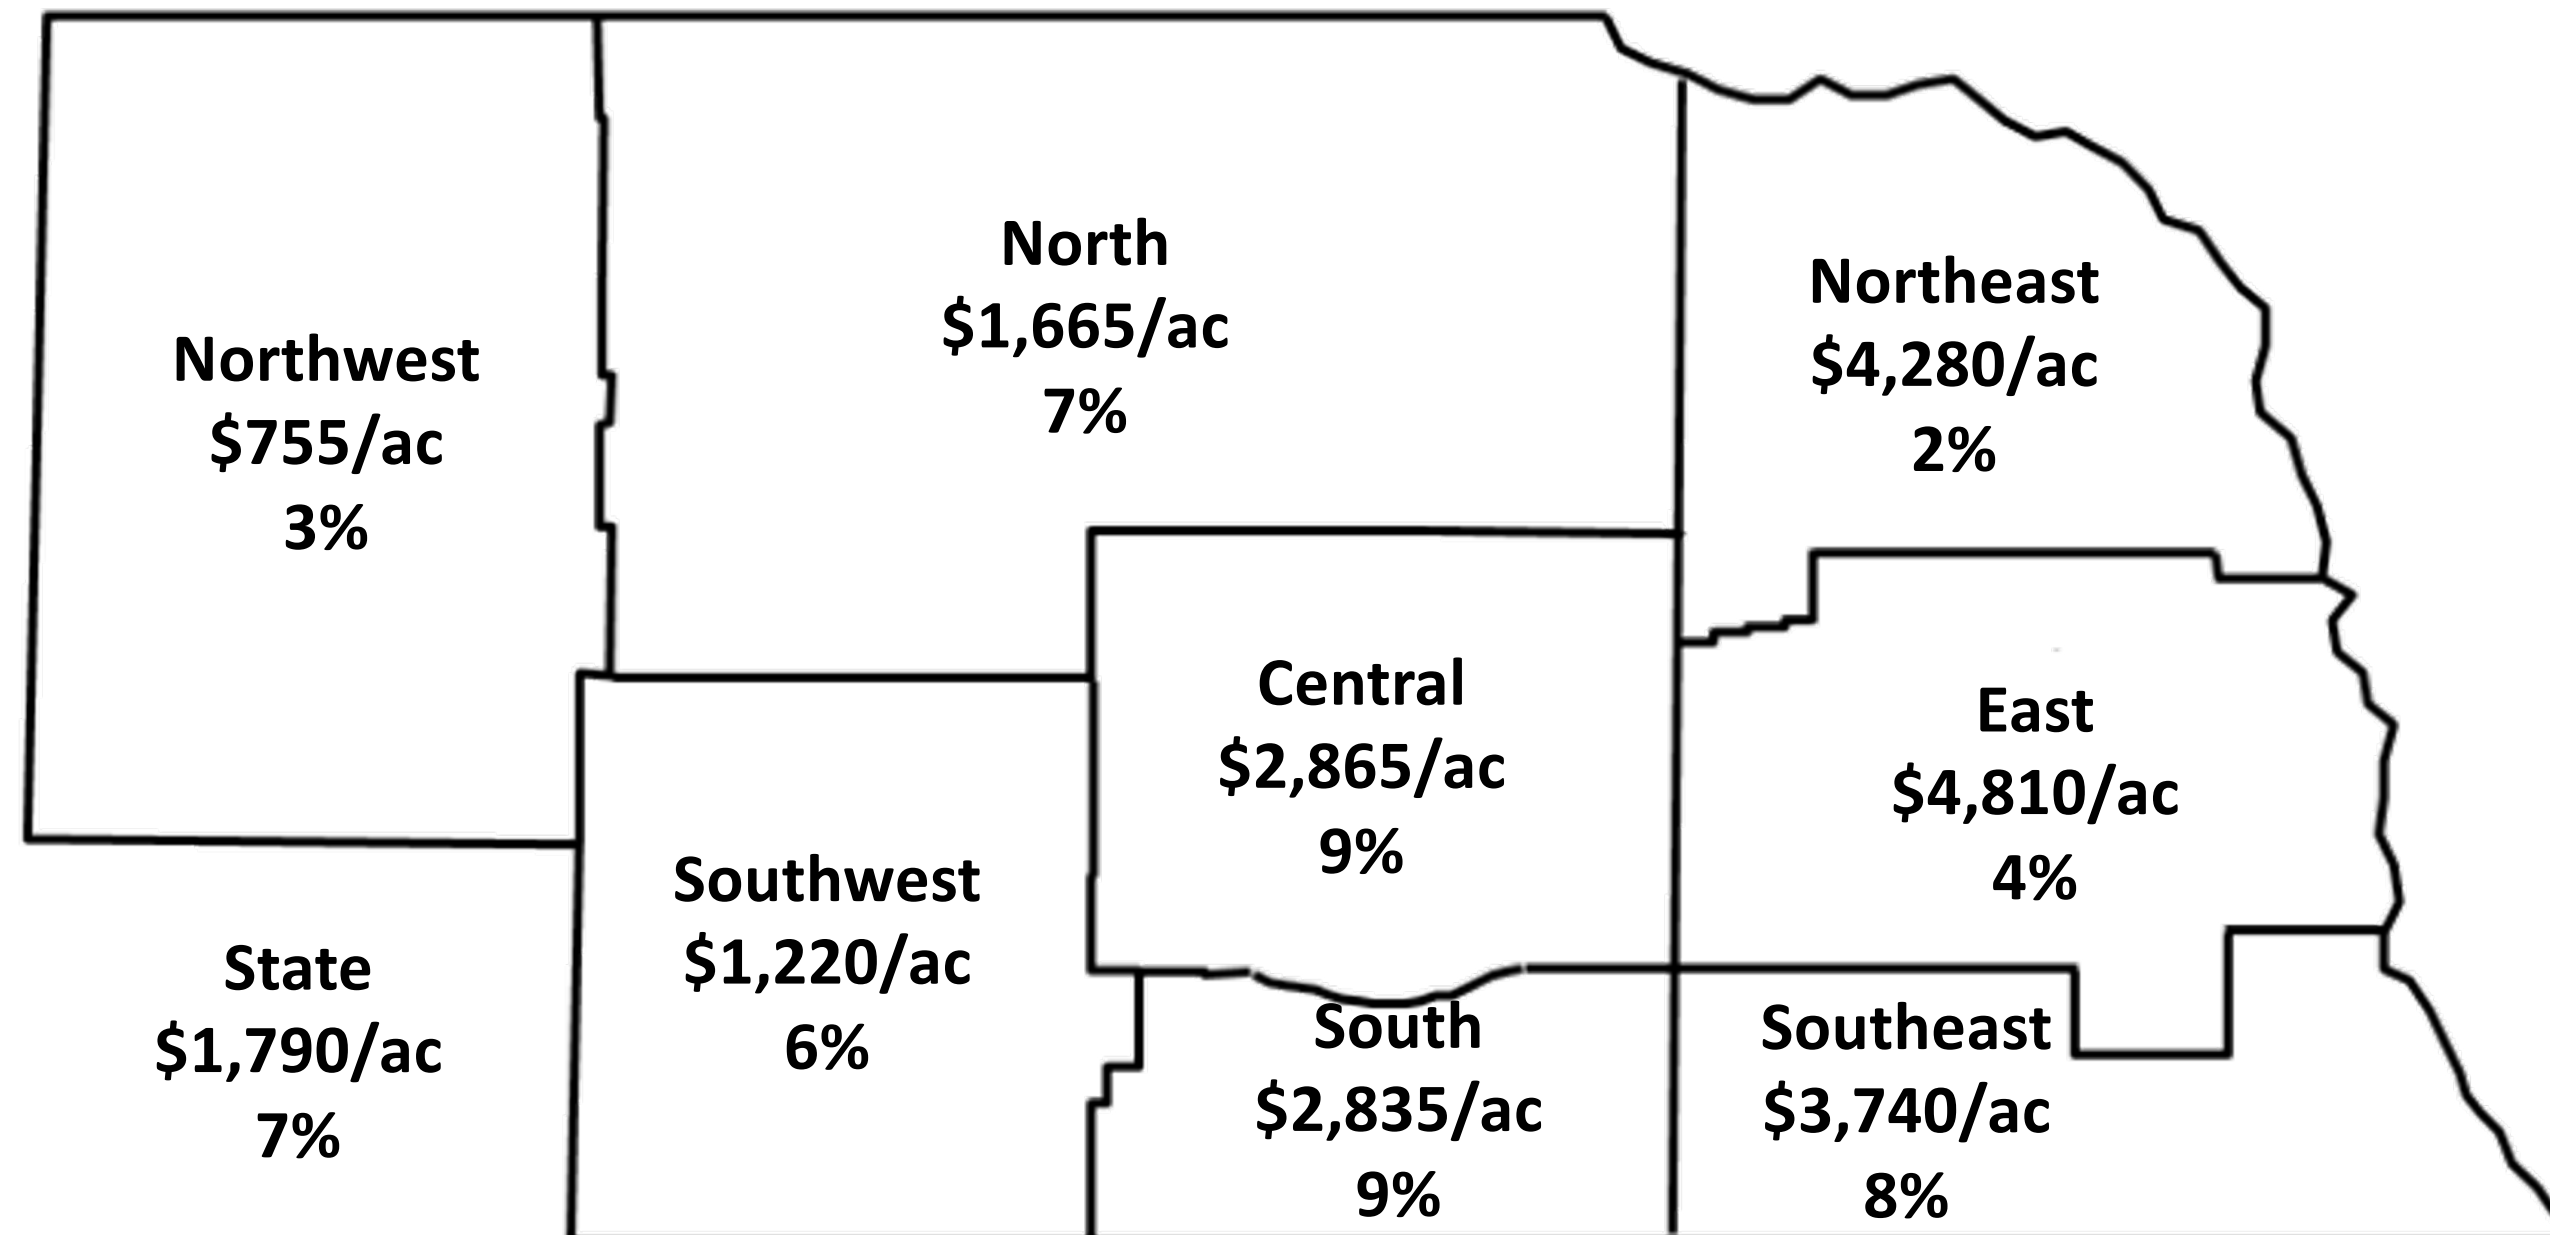 North
$1,665/ac
7%
Northeast
$4,280/ac
2%
Northwest
$755/ac
3%
Central
$2,865/ac
9%
East
$4,810/ac
4%
Southwest
$1,220/ac
6%
State
$1,790/ac
7%
South
$2,835/ac
9%
Southeast
$3,740/ac
8%